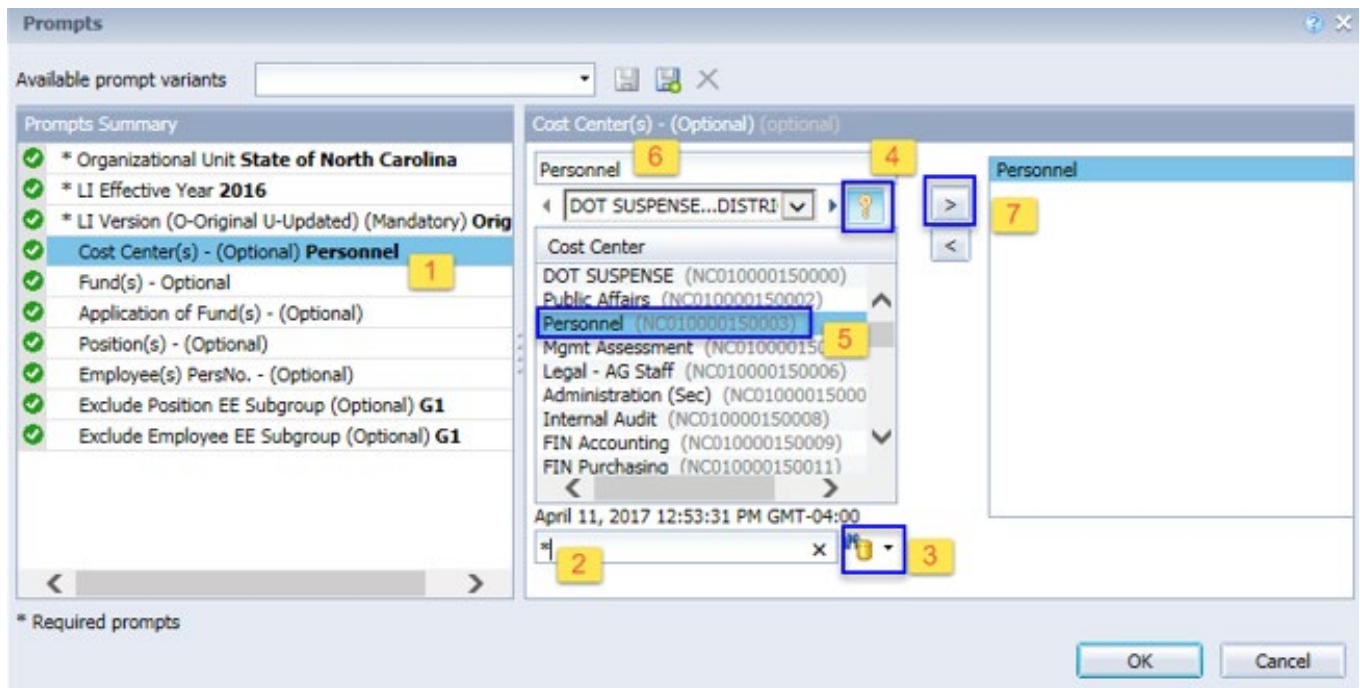 Prompts
Available prompt variants
Prompts Summary
* Organizational Unit State of North Carolina
* LI Effective Year 2016
* LI Version (O-Original U-Updated) (Mandatory) Orig
Cost Center(s) - (Optional) Personnel
1
Fund(s) - Optional
Application of Fund(s) - (Optional)
Position(s) - (Optional)
Employee(s) PersNo. - (Optional)
Exclude Position EE Subgroup (Optional) G1
Exclude Employee EE Subgroup (Optional) G1
* Required prompts
Cost Center(s) - (Optional) (optional)
Personnel
6
4
DOT SUSPENSE...DISTRI
Cost Center
DOT SUSPENSE (NC010000150000)
Public Affairs (NC010000150002)
Personnel (NC010000150003)
5
Mgmt Assessment (NC01000015
Legal - AG Staff (NC010000150006)
Administration (Sec) (NC01000015000
Internal Audit (NC010000150008)
FIN Accounting (NC010000150009)
FIN Purchasing (NC010000150011)
April 11, 2017 12:53:31 PM GMT-04:00
*
2
3
>
7
<
Personnel
OK
Cancel